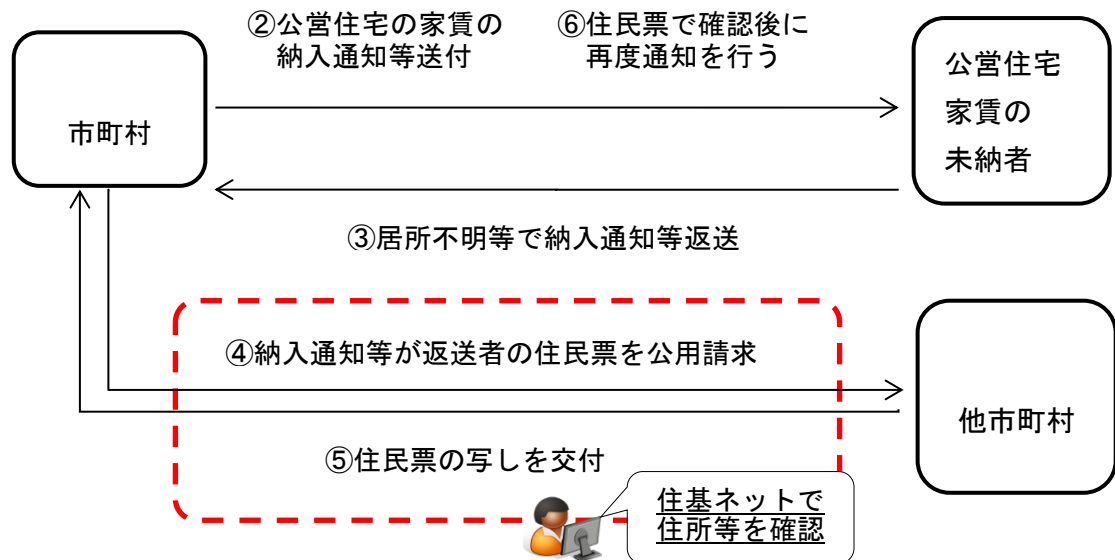 ②公営住宅の家賃の
納入通知等送付
⑥住民票で確認後に
再度通知を行う
市町村
公営住宅
家賃の
未納者
③居所不明等で納入通知等返送
④納入通知等が返送者の住民票を公用請求
⑤住民票の写しを交付
他市町村
住基ネットで
住所等を確認